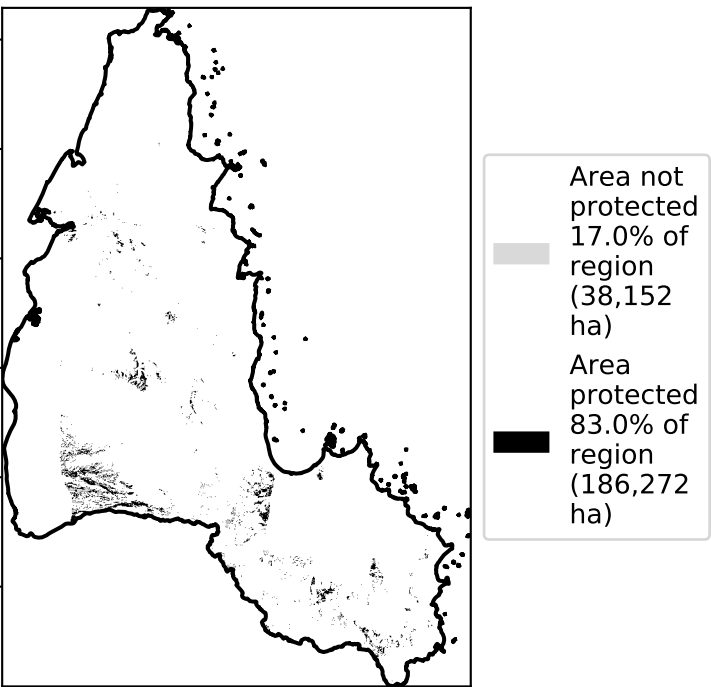 Area not
protected
17.0% of
region
(38,152
ha)
Area
protected
83.0% of
region
(186,272
ha)